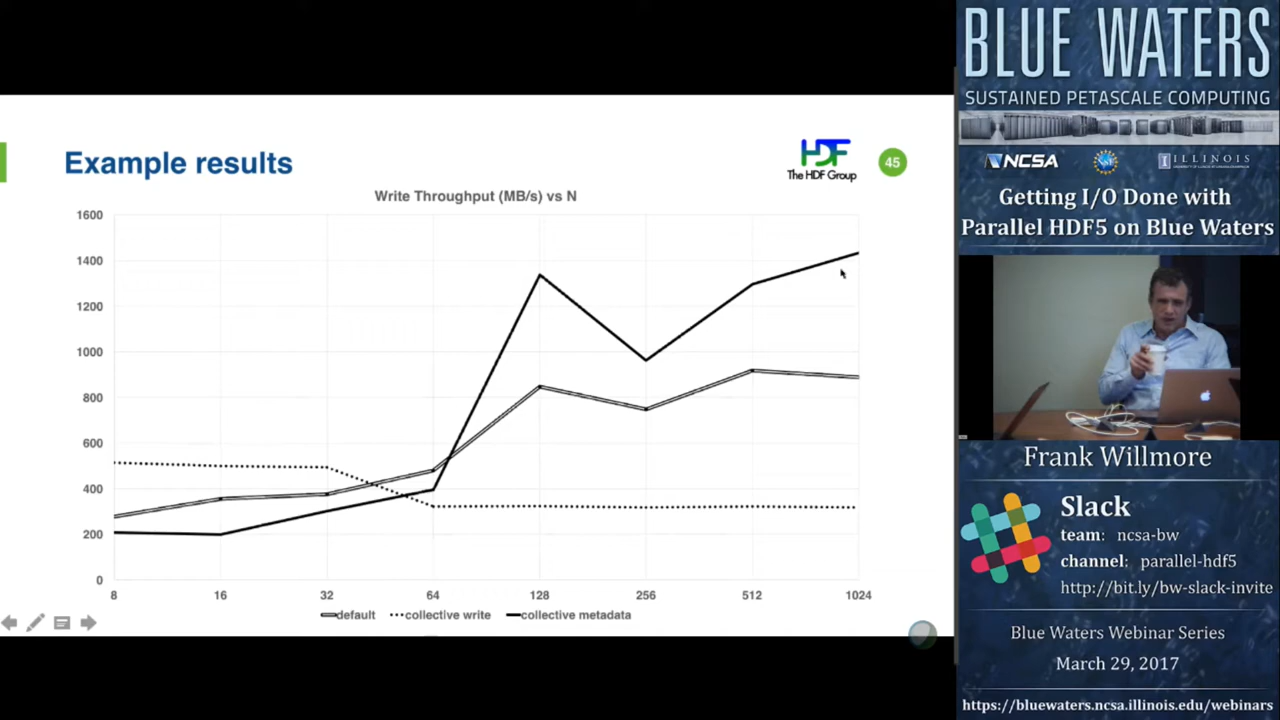 Example results
HDF
The HDF Group
45
Write Throughput (MB/s) vs N
1600
1400
1200
1000
800
600
400
200
0
8 16 32 64 128 256 512 1024
default collective write collective metadata
BLUE WATERS
SUSTAINED PETASCALE COMPUTING
NCSA ILLINOIS
Getting I/O Done with
Parallel HDF5 on Blue Waters
Frank Willmore
Slack
team: ncsa-bw
channel: parallel-hdf5
http://bit.ly/bw-slack-invite
Blue Waters Webinar Series
March 29, 2017
https://bluewaters.ncsa.illinois.edu/webinars